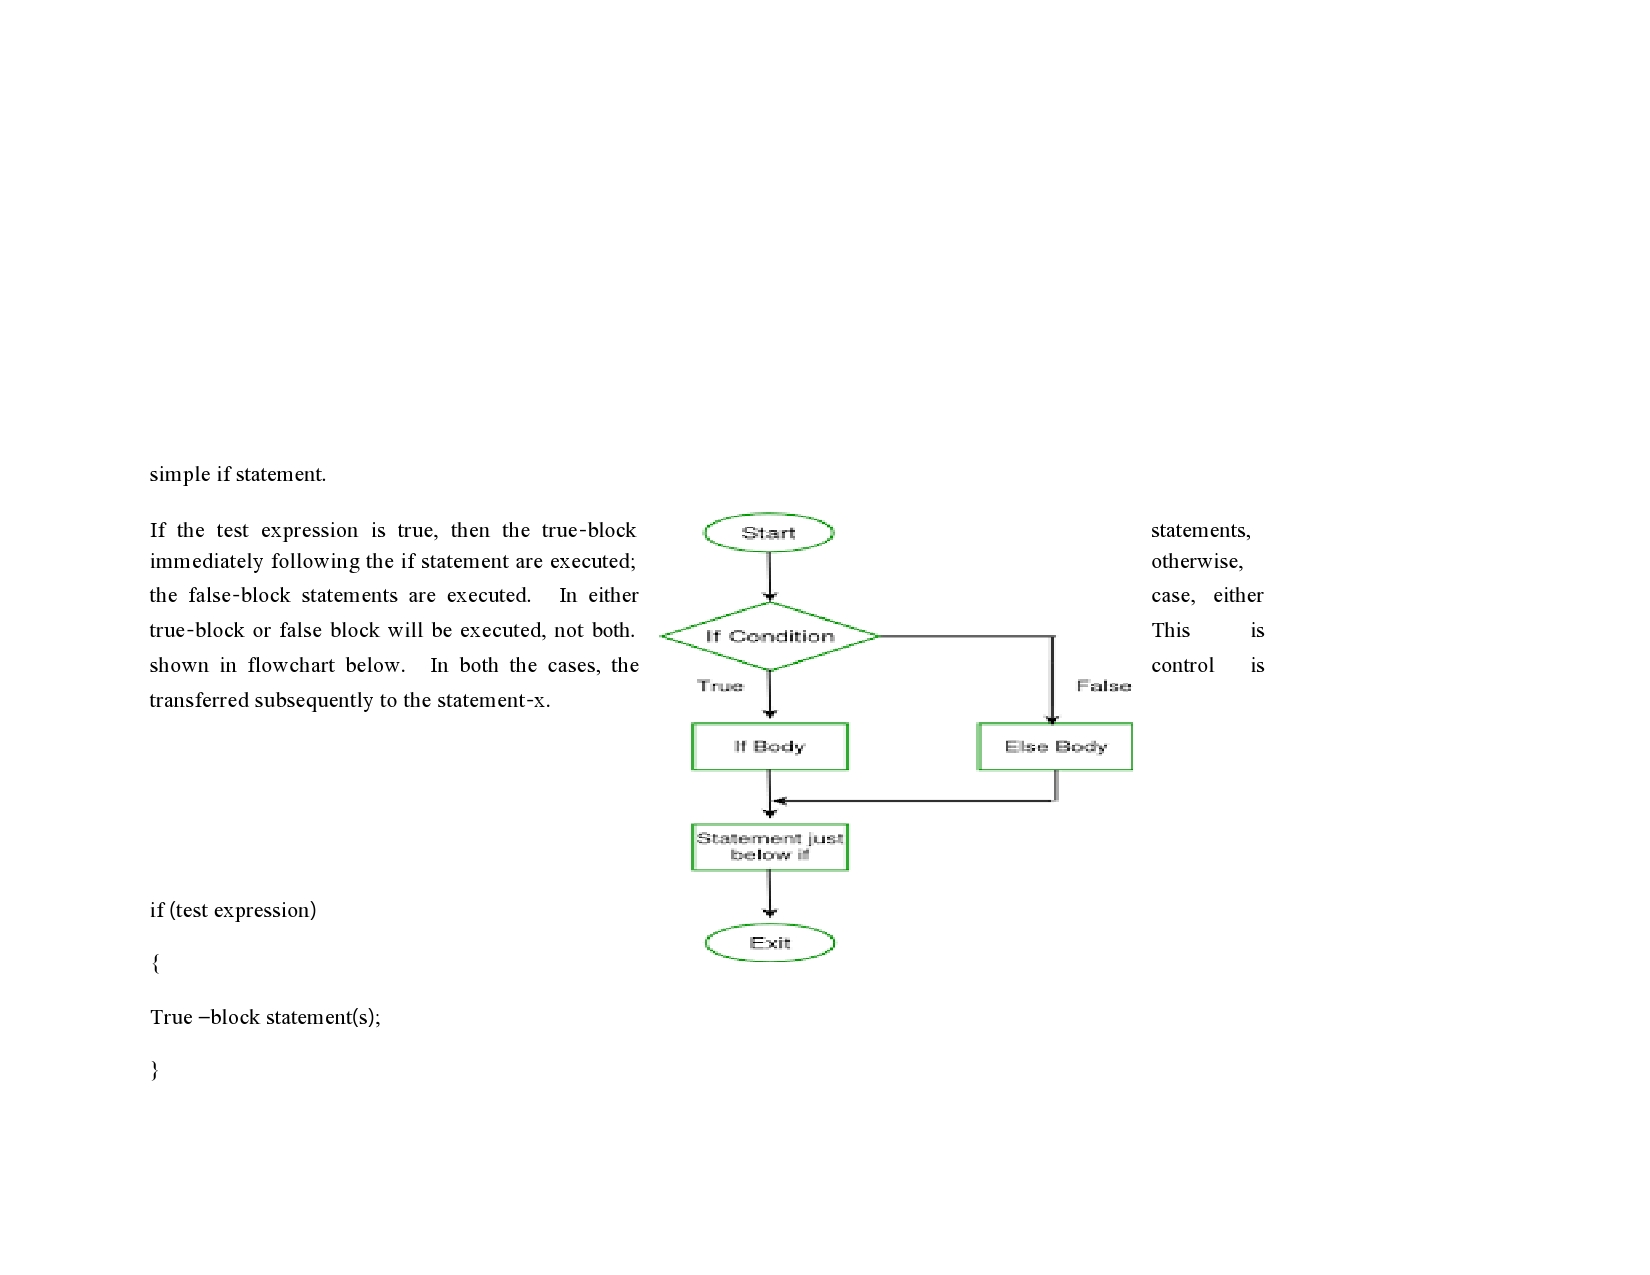 simple if statement.
If the test expression is true, then the true-block statements,
immediately following the if statement are executed; otherwise,
the false-block statements are executed. In either case, either
true-block or false block will be executed, not both. This is
shown in flowchart below. In both the cases, the control is
transferred subsequently to the statement-x.
Start
If Condition
True
False
If Body
Else Body
Statement just
below if
Exit
if (test expression)
{
True –block statement(s);
}